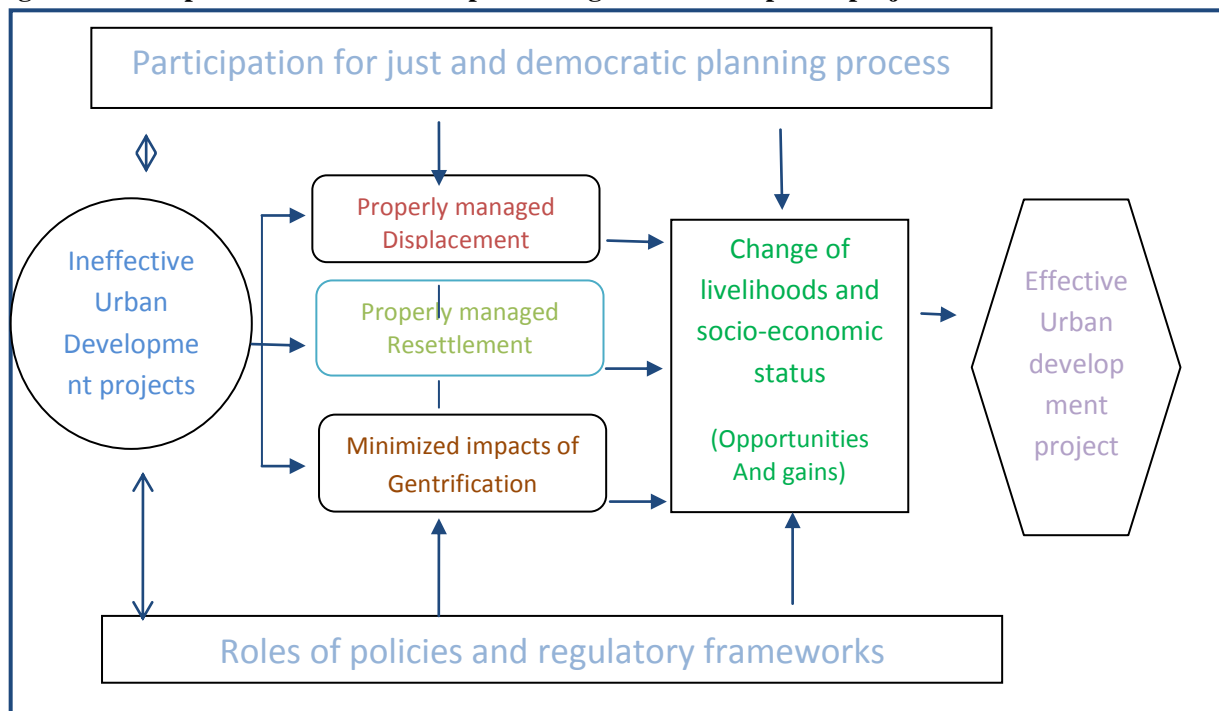 Participation for just and democratic planning process
Ineffective
Urban
Developme
nt projects
Properly managed
Displacement
Properly managed
Resettlement
Minimized impacts of
Gentrification
Change of
livelihoods and
socio-economic
status
(Opportunities
And gains)
Effective
Urban
develop
ment
project
Roles of policies and regulatory frameworks